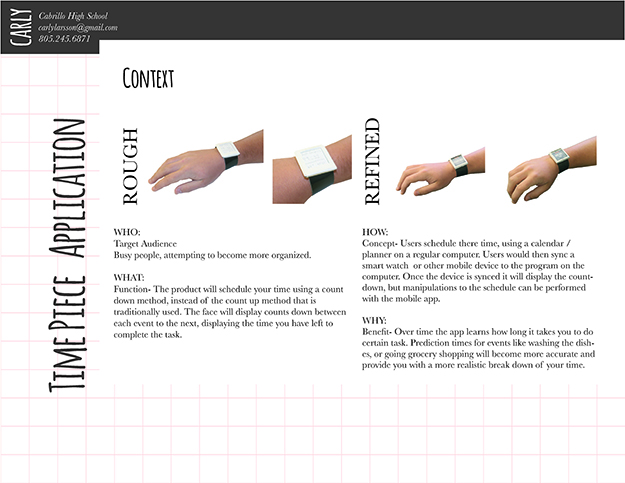 CARLY
Cabrillo High School
carylarsson@gmail.com
805.245.6871
TIMEPIECE APPLICATION
CONTEXT
ROUGH
REFINED
WHO:
Target Audience
Busy people, attempting to become more organized.
WHAT:
Function- The product will schedule your time using a count
down method, instead of the count up method that is
traditionally used. The face will display counts down between
each event to the next, displaying the time you have left to
complete the task.
HOW:
Concept- Users schedule there time, using a calendar /
planner on a regular computer. Users would then sync a
smart watch or other mobile device to the program on the
computer. Once the device is synced it will display the count-
down, but manipulations to the schedule can be performed
with the mobile app.
WHY:
Benefit- Over time the app learns how long it takes you to do
certain task. Prediction times for events like washing the dish-
es, or going grocery shopping will become more accurate and
provide you with a more realistic break down of your time.